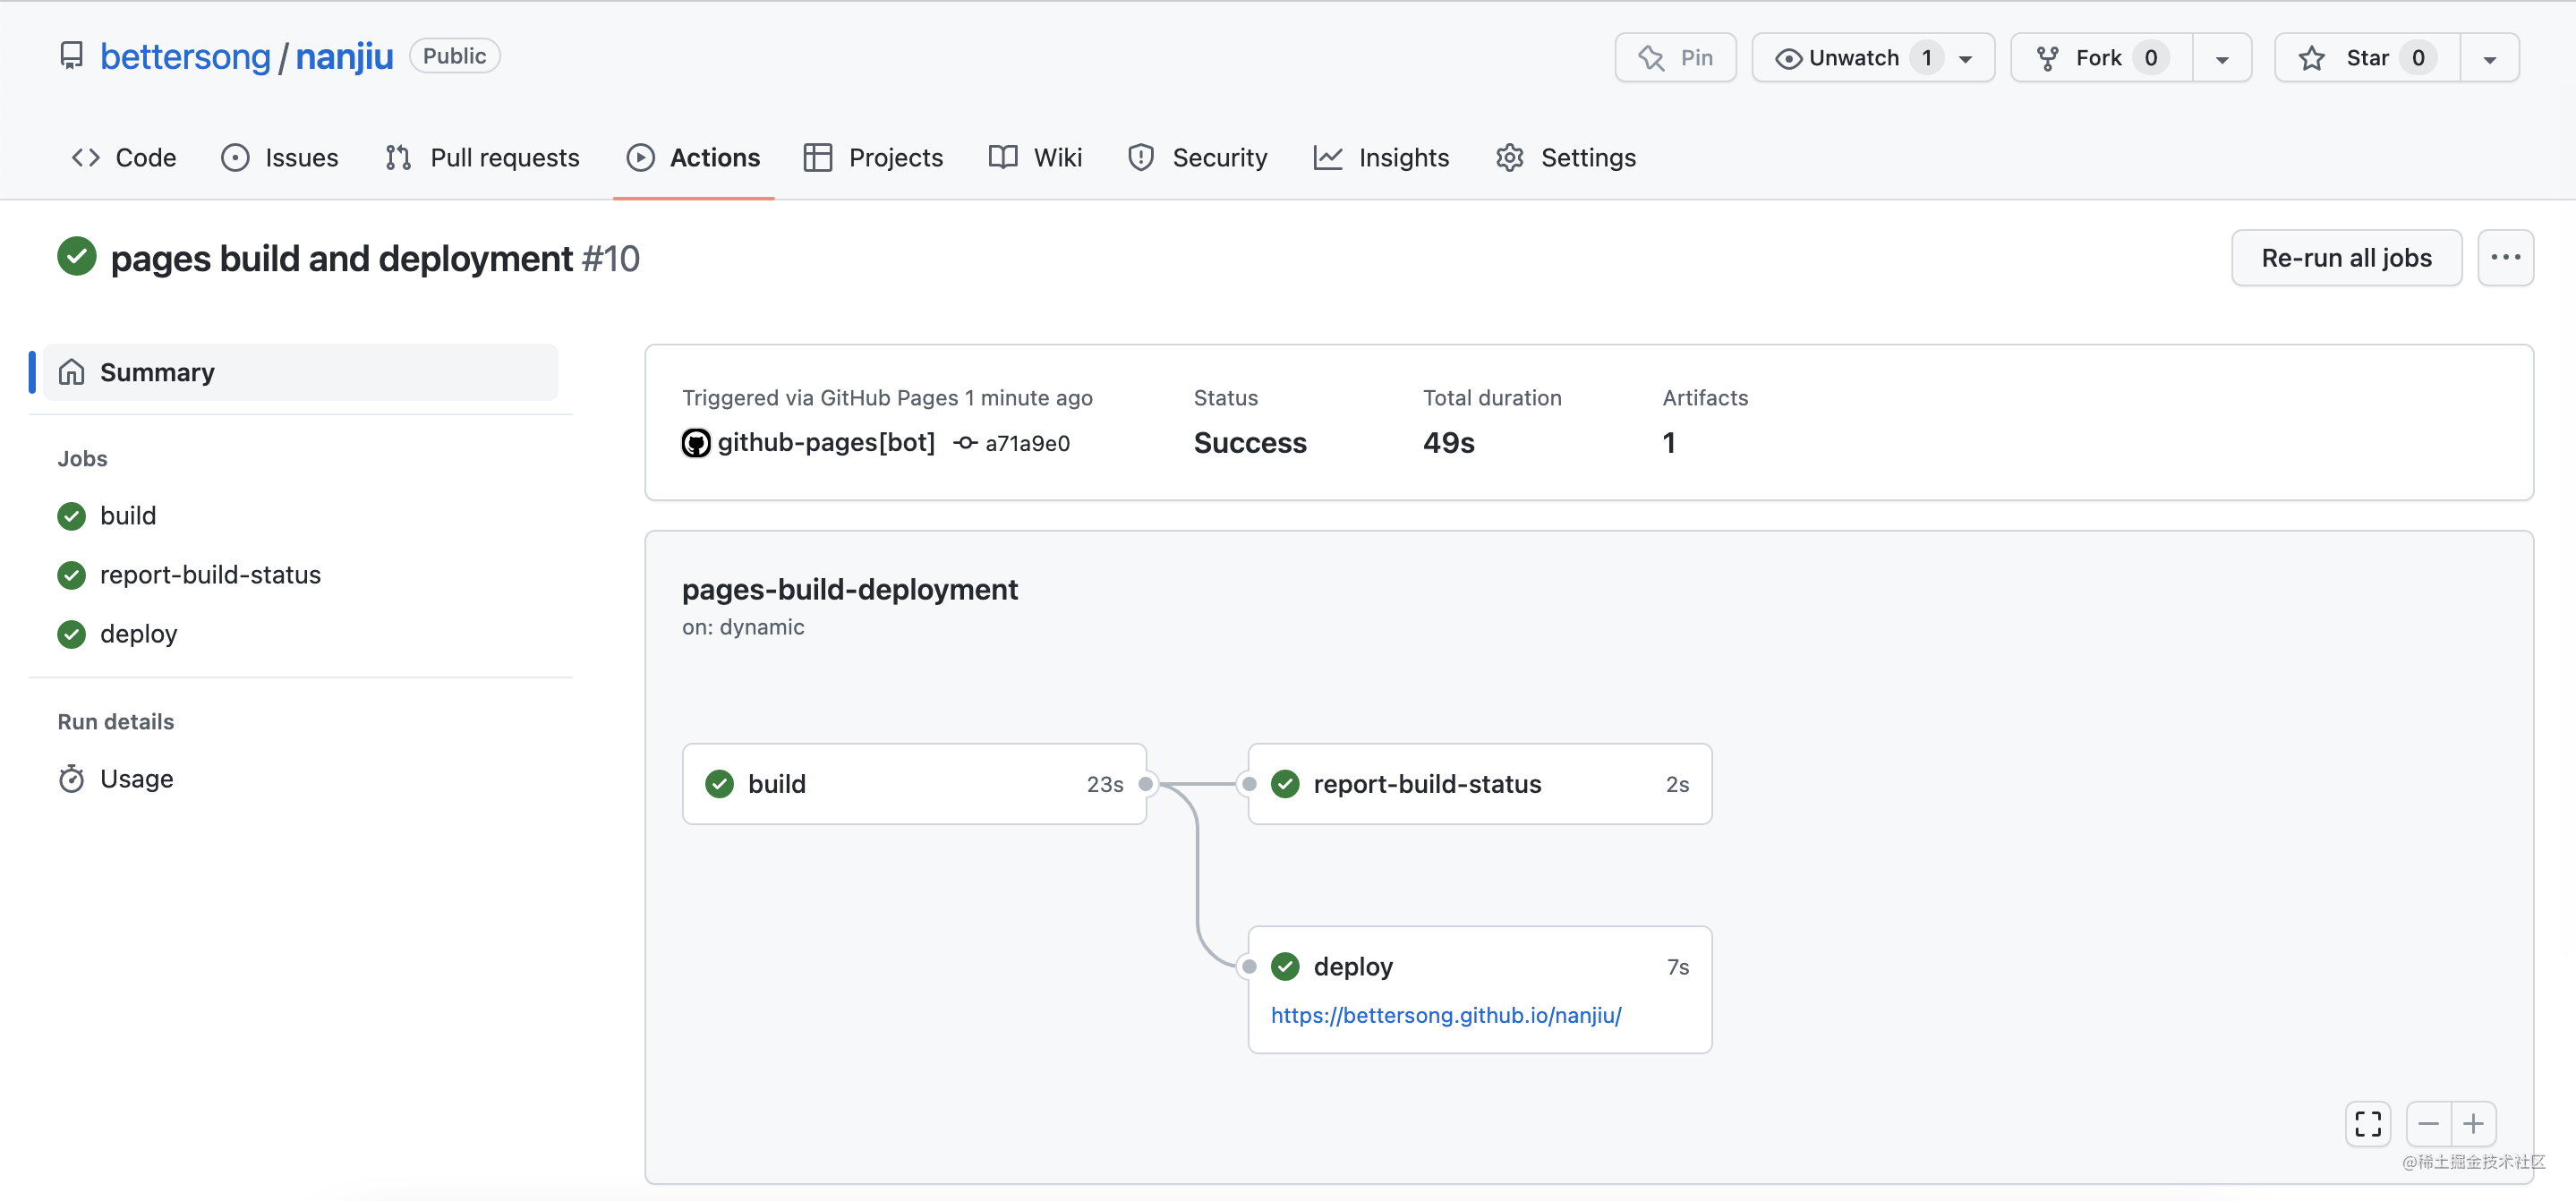 bettersong / nanjiu Public
Pin Unwatch 1 Fork 0 Star 0
Code Issues Pull requests Actions Projects Wiki Security Insights Settings
pages build and deployment #10
Re-run all jobs
Summary
Jobs
build
report-build-status
deploy
Run details
Usage
Triggered via GitHub Pages 1 minute ago
github-pages[bot] a71a9e0
Status
Success
Total duration
49s
Artifacts
1
pages-build-deployment
on: dynamic
build 23s
report-build-status 2s
deploy 7s
https://bettersong.github.io/nanjiu/
@稀土掘金技术社区